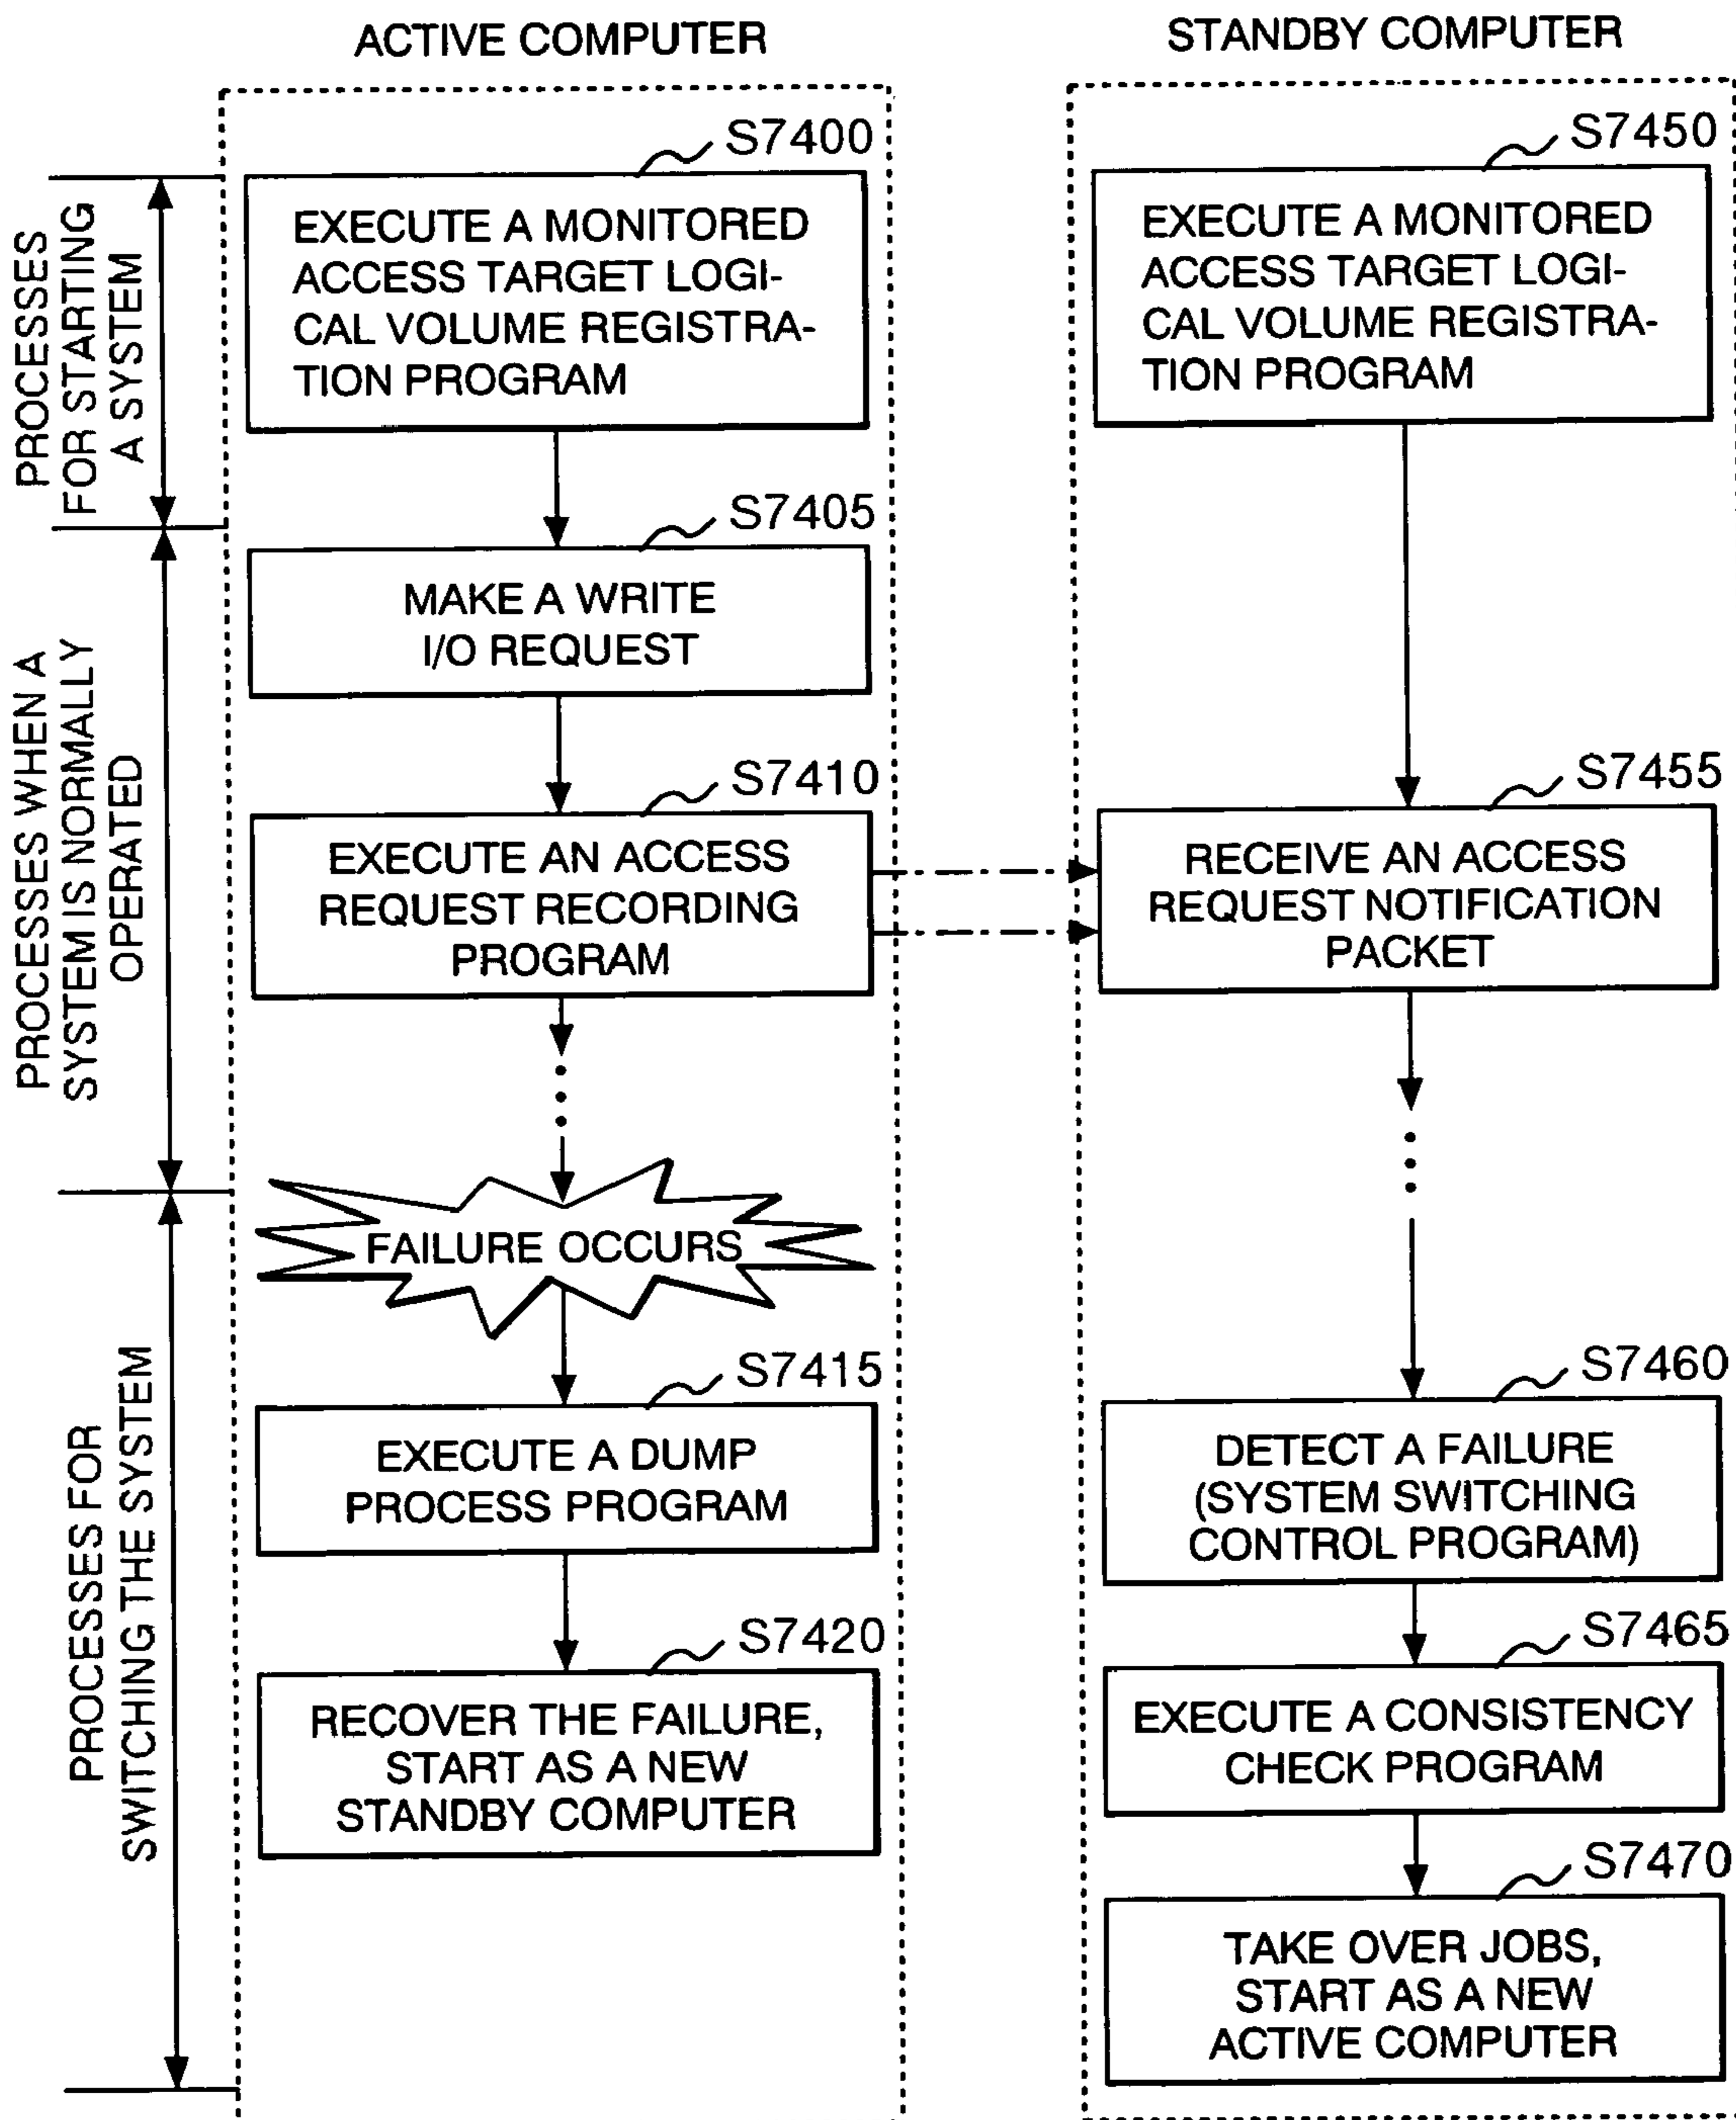 ACTIVE COMPUTER
STANDBY COMPUTER
PROCESSES
FOR STARTING
A SYSTEM
S7400
EXECUTE A MONITORED
ACCESS TARGET LOGI-
CAL VOLUME REGISTRA-
TION PROGRAM
S7450
EXECUTE A MONITORED
ACCESS TARGET LOGI-
CAL VOLUME REGISTRA-
TION PROGRAM
PROCESSES WHEN A
SYSTEM IS NORMALLY
OPERATED
S7405
MAKE A WRITE
I/O REQUEST
S7410
EXECUTE AN ACCESS
REQUEST RECORDING
PROGRAM
S7455
RECEIVE AN ACCESS
REQUEST NOTIFICATION
PACKET
PROCESSES FOR
SWITCHING THE SYSTEM
FAILURE OCCURS
S7415
EXECUTE A DUMP
PROCESS PROGRAM
S7420
RECOVER THE FAILURE,
START AS A NEW
STANDBY COMPUTER
S7460
DETECT A FAILURE
(SYSTEM SWITCHING
CONTROL PROGRAM)
S7465
EXECUTE A CONSISTENCY
CHECK PROGRAM
S7470
TAKE OVER JOBS,
START AS A NEW
ACTIVE COMPUTER